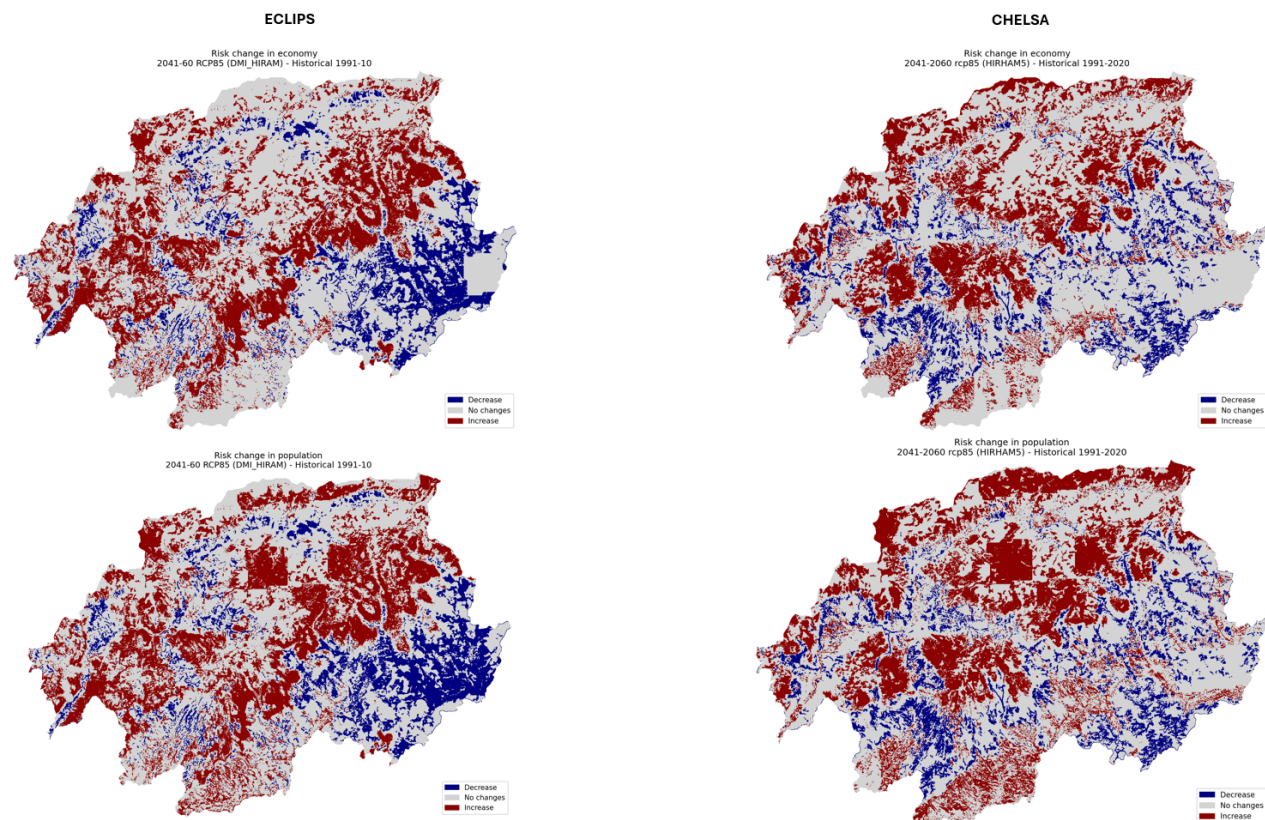 ECLIPS
CHELSA
Risk change in economy
2041-60 RCP85 (DMI_HIRAM) - Historical 1991-10
Risk change in economy
2041-2060 rcp85 (HIRHAM5) - Historical 1991-2020
Decrease
No changes
Increase
Decrease
No changes
Increase
Risk change in population
2041-60 RCP85 (DMI_HIRAM) - Historical 1991-10
Risk change in population
2041-2060 rcp85 (HIRHAM5) - Historical 1991-2020
Decrease
No changes
Increase
Decrease
No changes
Increase